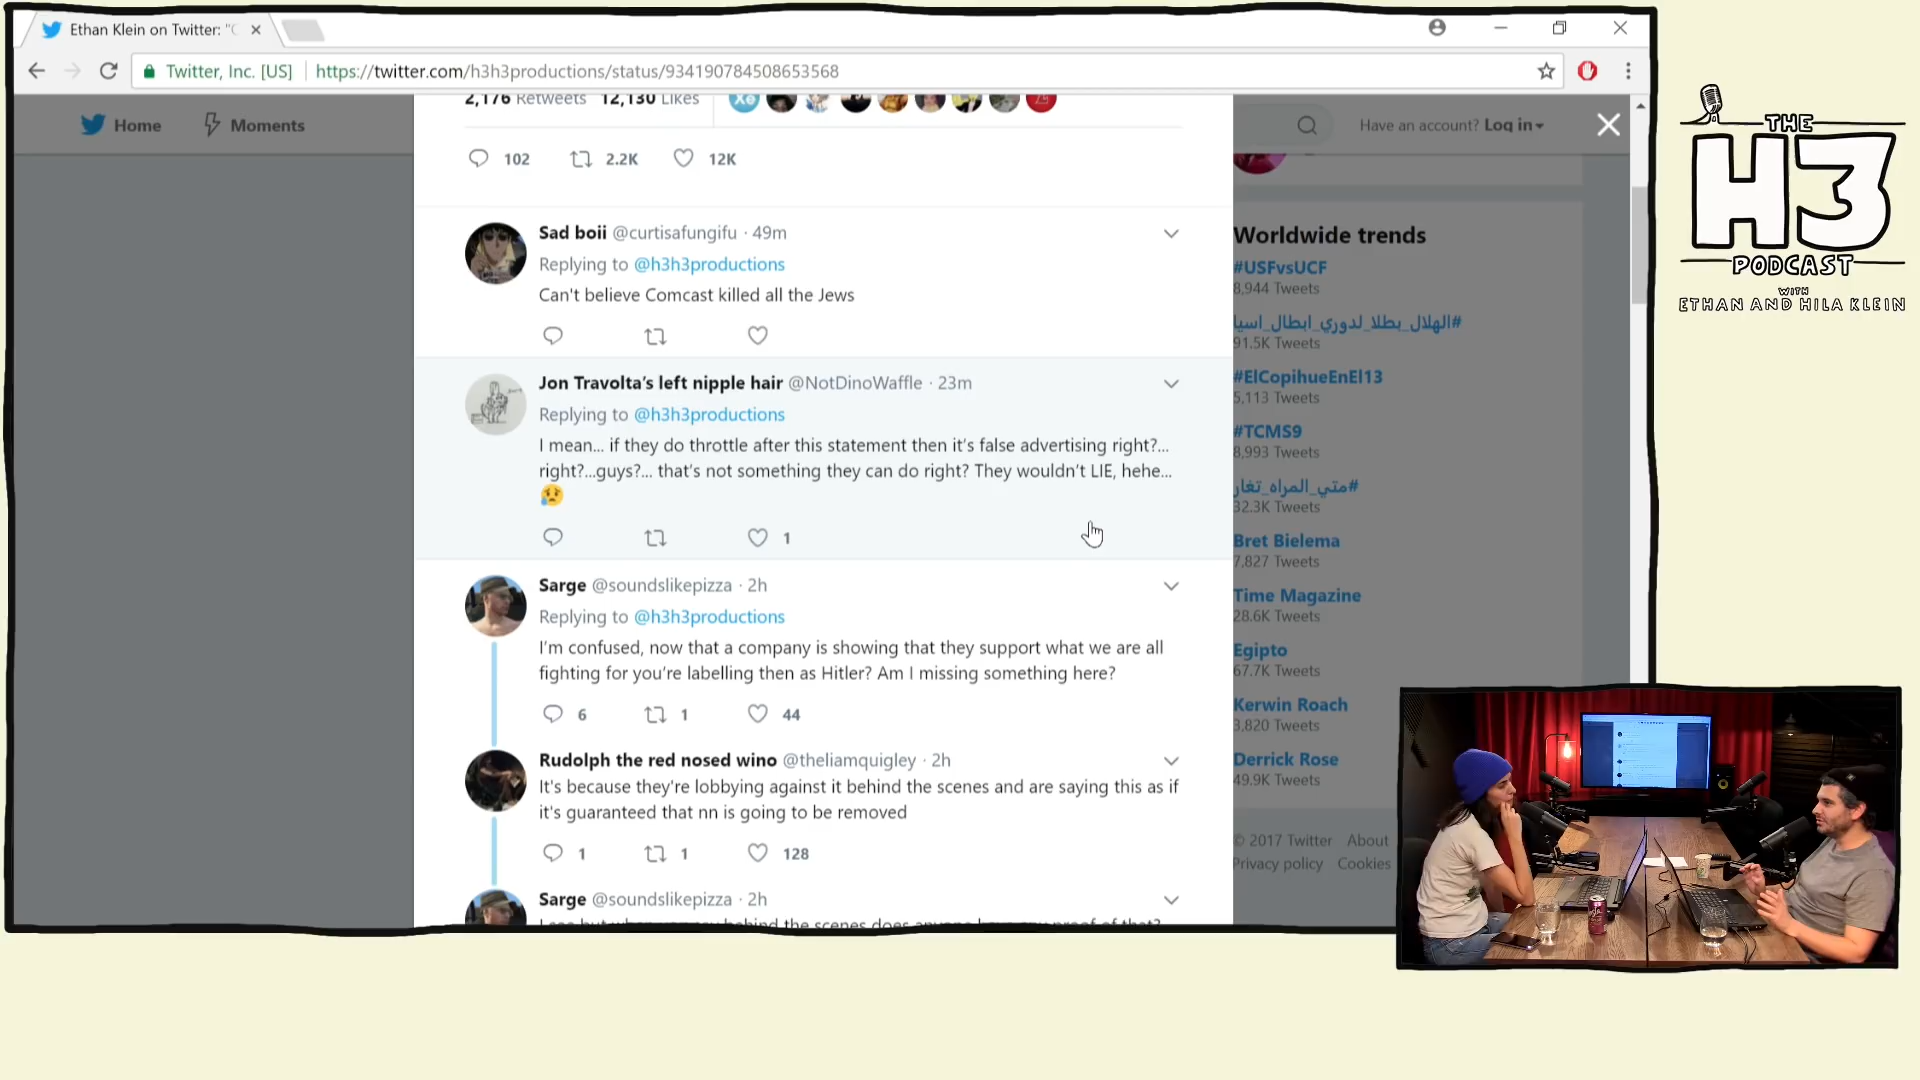 Ethan Klein on Twitter: "
Twitter, Inc. [US]
https://twitter.com/h3h3productions/status/934190784508653568
Home
Moments
2,176 Retweets 12,130 Likes
Have an account? Log in
102 2.2K 12K
Sad boii @curtisafungifu · 49m
Replying to @h3h3productions
Can't believe Comcast killed all the Jews
Jon Travolta's left nipple hair @NotDinoWaffle · 23m
Replying to @h3h3productions
I mean... if they do throttle after this statement then it's false advertising right?...
right?...guys?... that's not something they can do right? They wouldn't LIE, hehe...
😥
1
Sarge @soundslikepizza · 2h
Replying to @h3h3productions
I'm confused, now that a company is showing that they support what we are all
fighting for you're labelling then as Hitler? Am I missing something here?
6 1 44
Rudolph the red nosed wino @theliamquigley · 2h
It's because they're lobbying against it behind the scenes and are saying this as if
it's guaranteed that nn is going to be removed
1 1 128
Sarge @soundslikepizza · 2h
behind the scenes
Worldwide trends
#USFvsUCF
8,944 Tweets
#الهلال_بطلا_لدوري_ابطال_اسيا
91.5K Tweets
#ElCopihueEnEl13
5,113 Tweets
#TCMS9
8,993 Tweets
#متي_المراه_تغار
32.3K Tweets
Bret Bielema
7,827 Tweets
Time Magazine
28.6K Tweets
Egipto
67.7K Tweets
Kerwin Roach
3,820 Tweets
Derrick Rose
49.9K Tweets
© 2017 Twitter About
Privacy policy Cookies
THE
H3
PODCAST
WITH
ETHAN AND HILA KLEIN